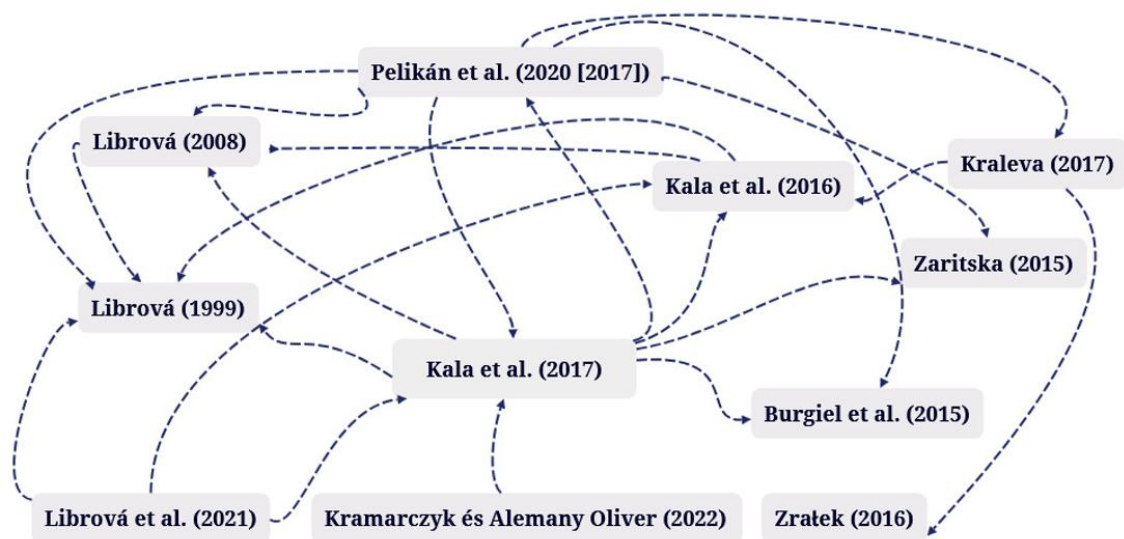 Pelikán et al. (2020 [2017])
Librová (2008)
Kraleva (2017)
Kala et al. (2016)
Zaritska (2015)
Librová (1999)
Kala et al. (2017)
Burgiel et al. (2015)
Librová et al. (2021)
Kramarczyk és Alemany Oliver (2022)
Zrałek (2016)